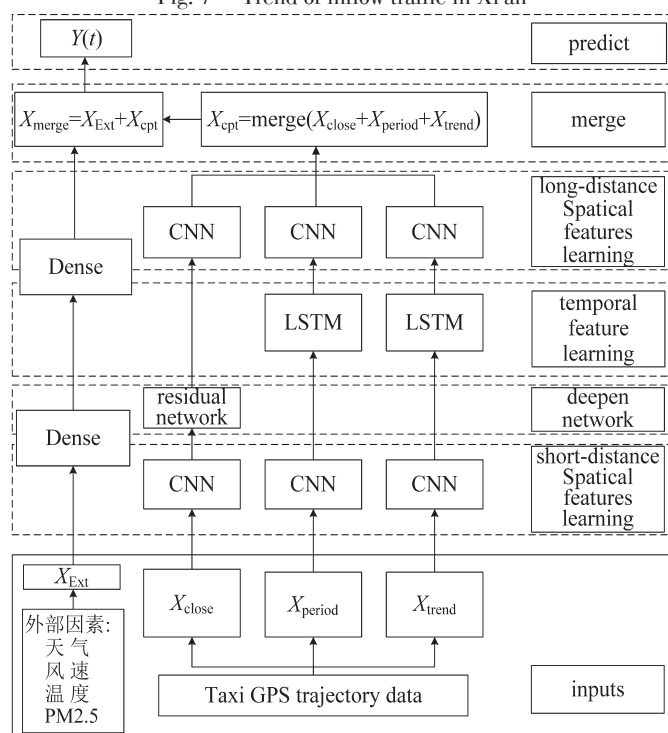 Fig. 7 Trend of inflow traffic in Xi'an
Y(t)
predict
X_merge=X_Ext+X_cpt
X_cpt=merge(X_close+X_period+X_trend)
merge
CNN
CNN
CNN
long-distance
Spatical
features
learning
Dense
LSTM
LSTM
temporal
feature
learning
residual
network
deepen
network
Dense
CNN
CNN
CNN
short-distance
Spatical
features
learning
X_Ext
X_close
X_period
X_trend
外部因素:
天 气
风 速
温 度
PM2.5
Taxi GPS trajectory data
inputs